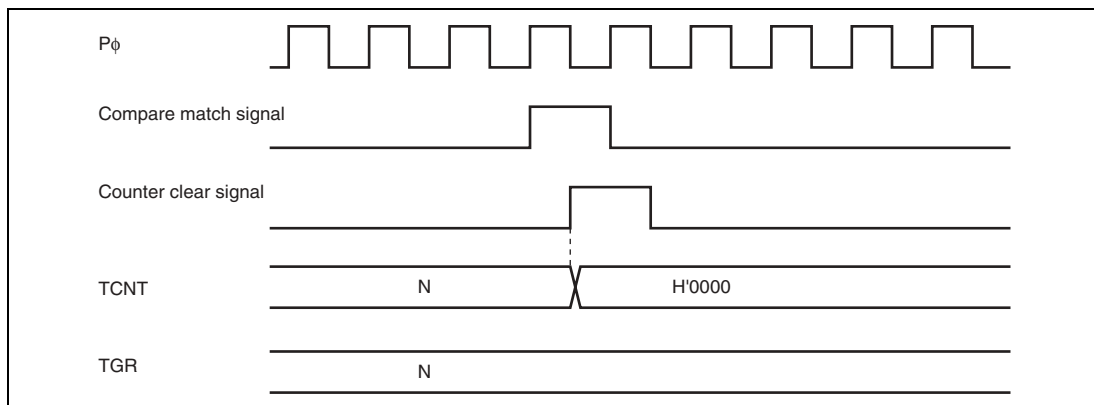 Pϕ
Compare match signal
Counter clear signal
TCNT N H'0000
TGR N